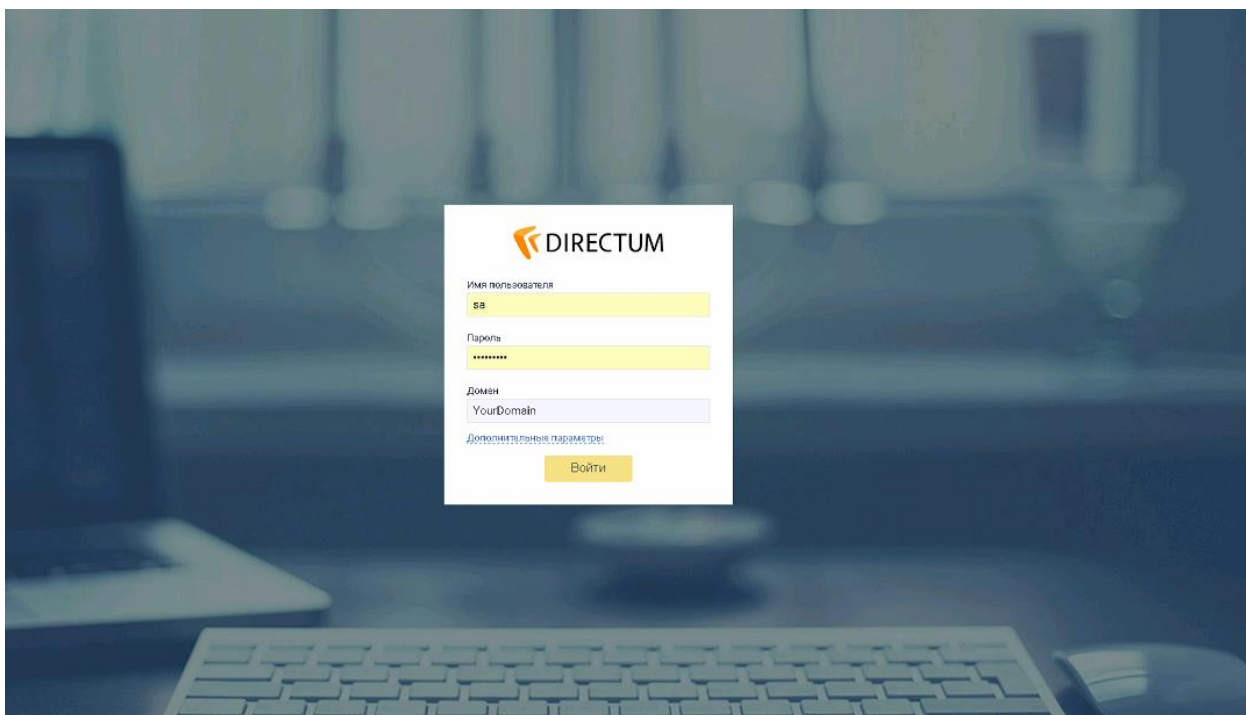 DIRECTUM
Имя пользователя
sa
Пароль
•••••••••
Домен
YourDomain
Дополнительные параметры
Войти